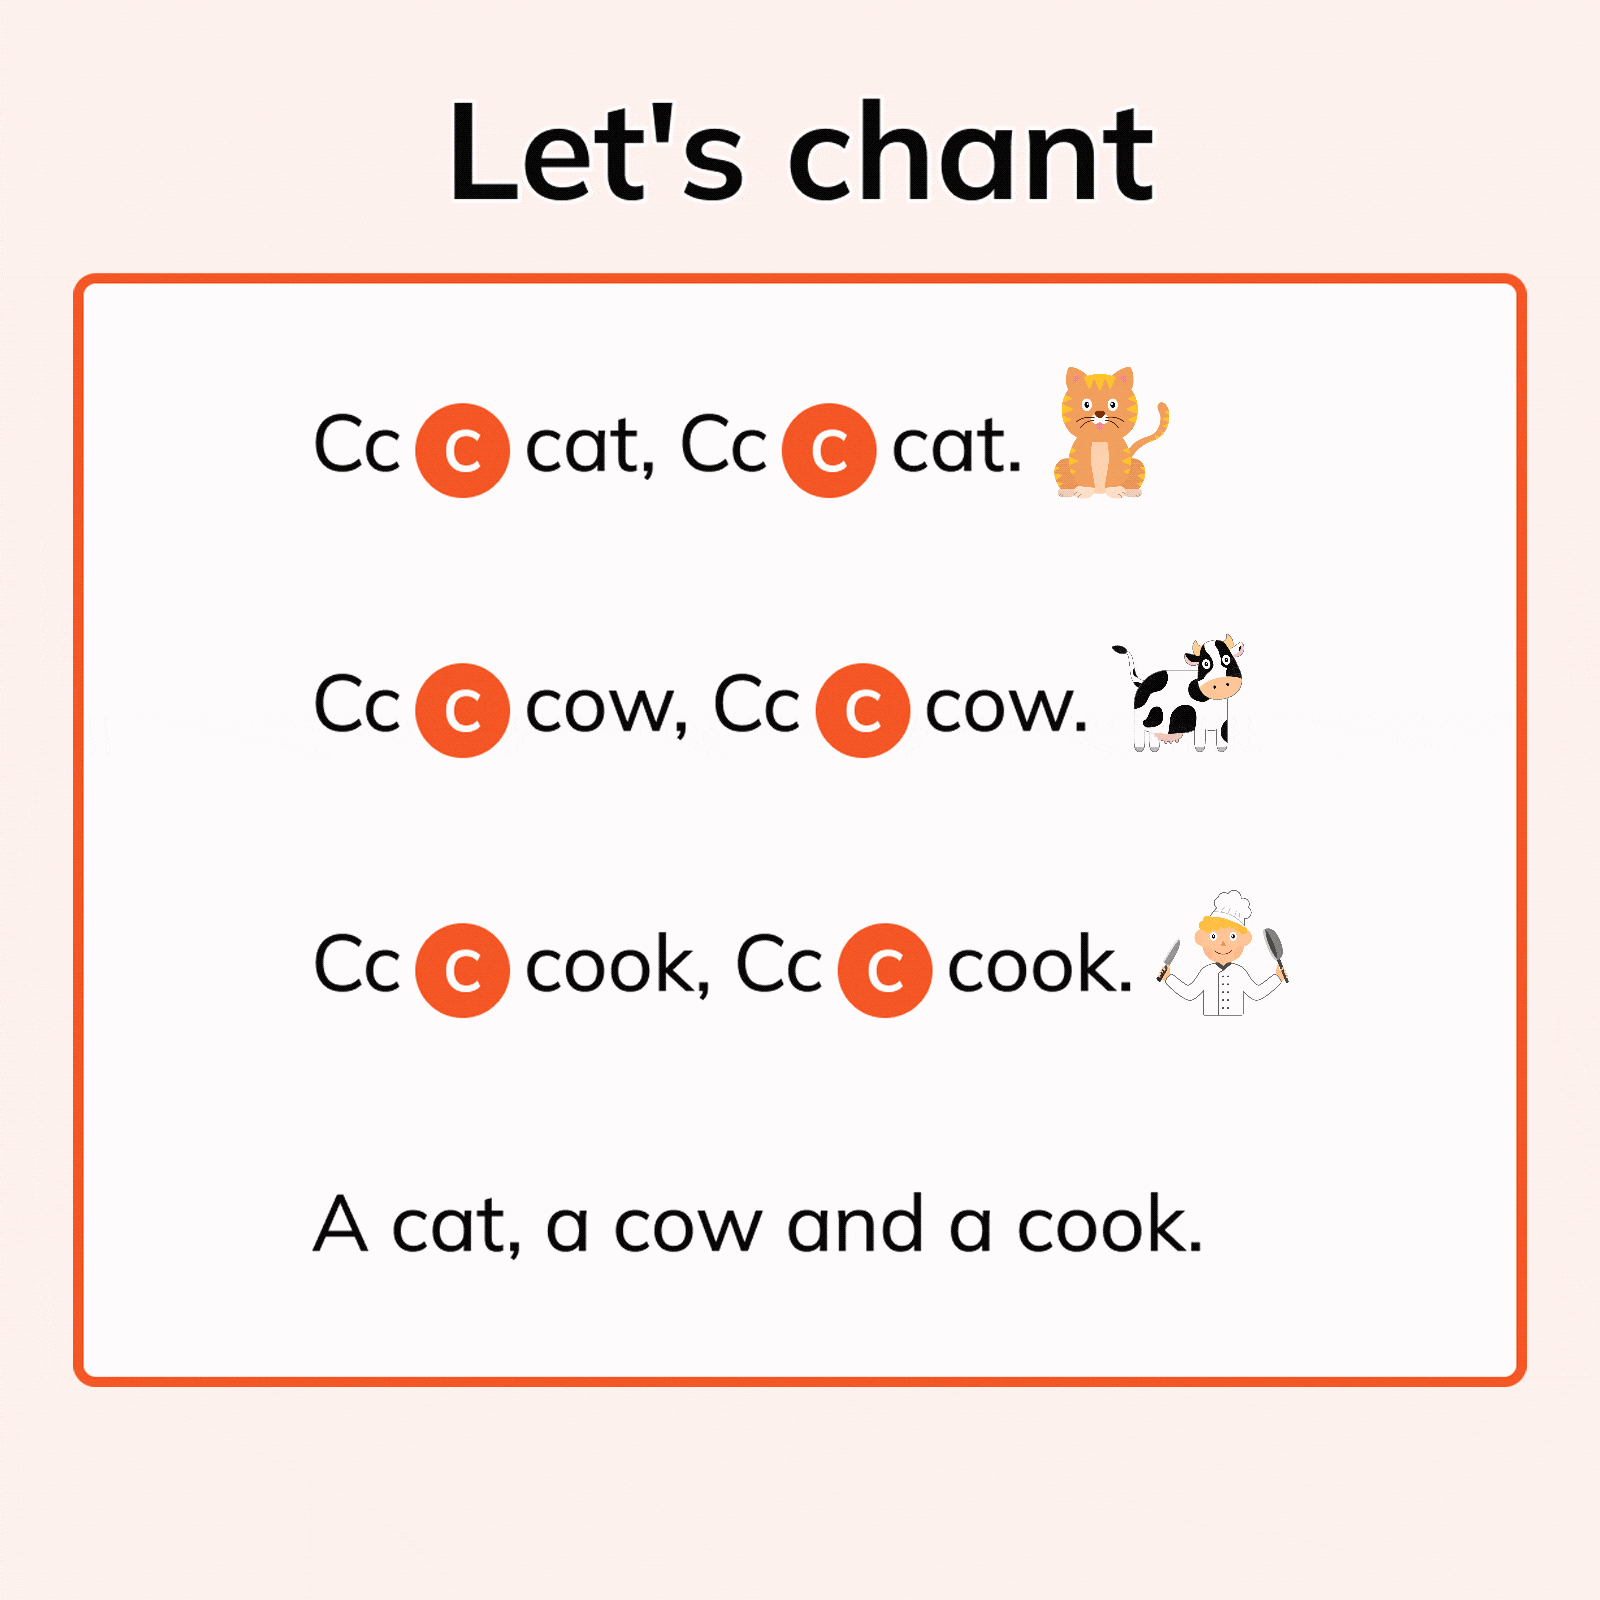 Let's chant
Cc c cat, Cc c cat.
Cc c cow, Cc c cow.
Cc c cook, Cc c cook.
A cat, a cow and a cook.